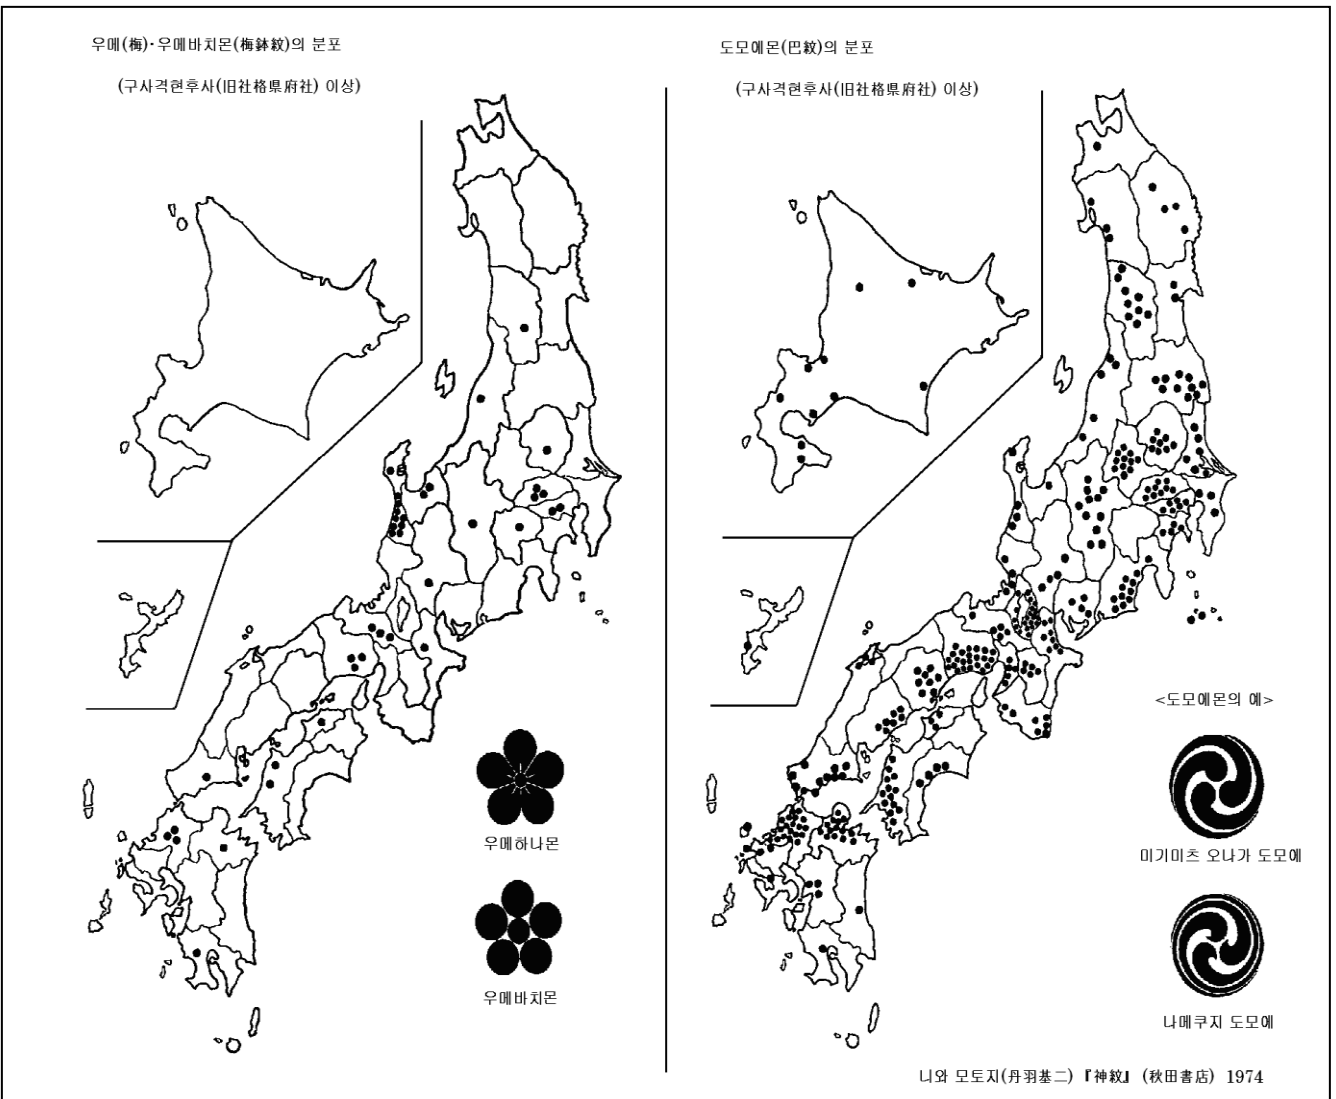 우메(梅)·우메바치몬(梅鉢紋)의 분포
(구사격현후사(旧社格県府社) 이상)
우메하나몬
우메바치몬
도모에몬(巴紋)의 분포
(구사격현후사(旧社格県府社) 이상)
<도모에몬의 예>
미기미츠 오나가 도모에
나메쿠지 도모에
니와 모토지(丹羽基二) 『神紋』 (秋田書店) 1974